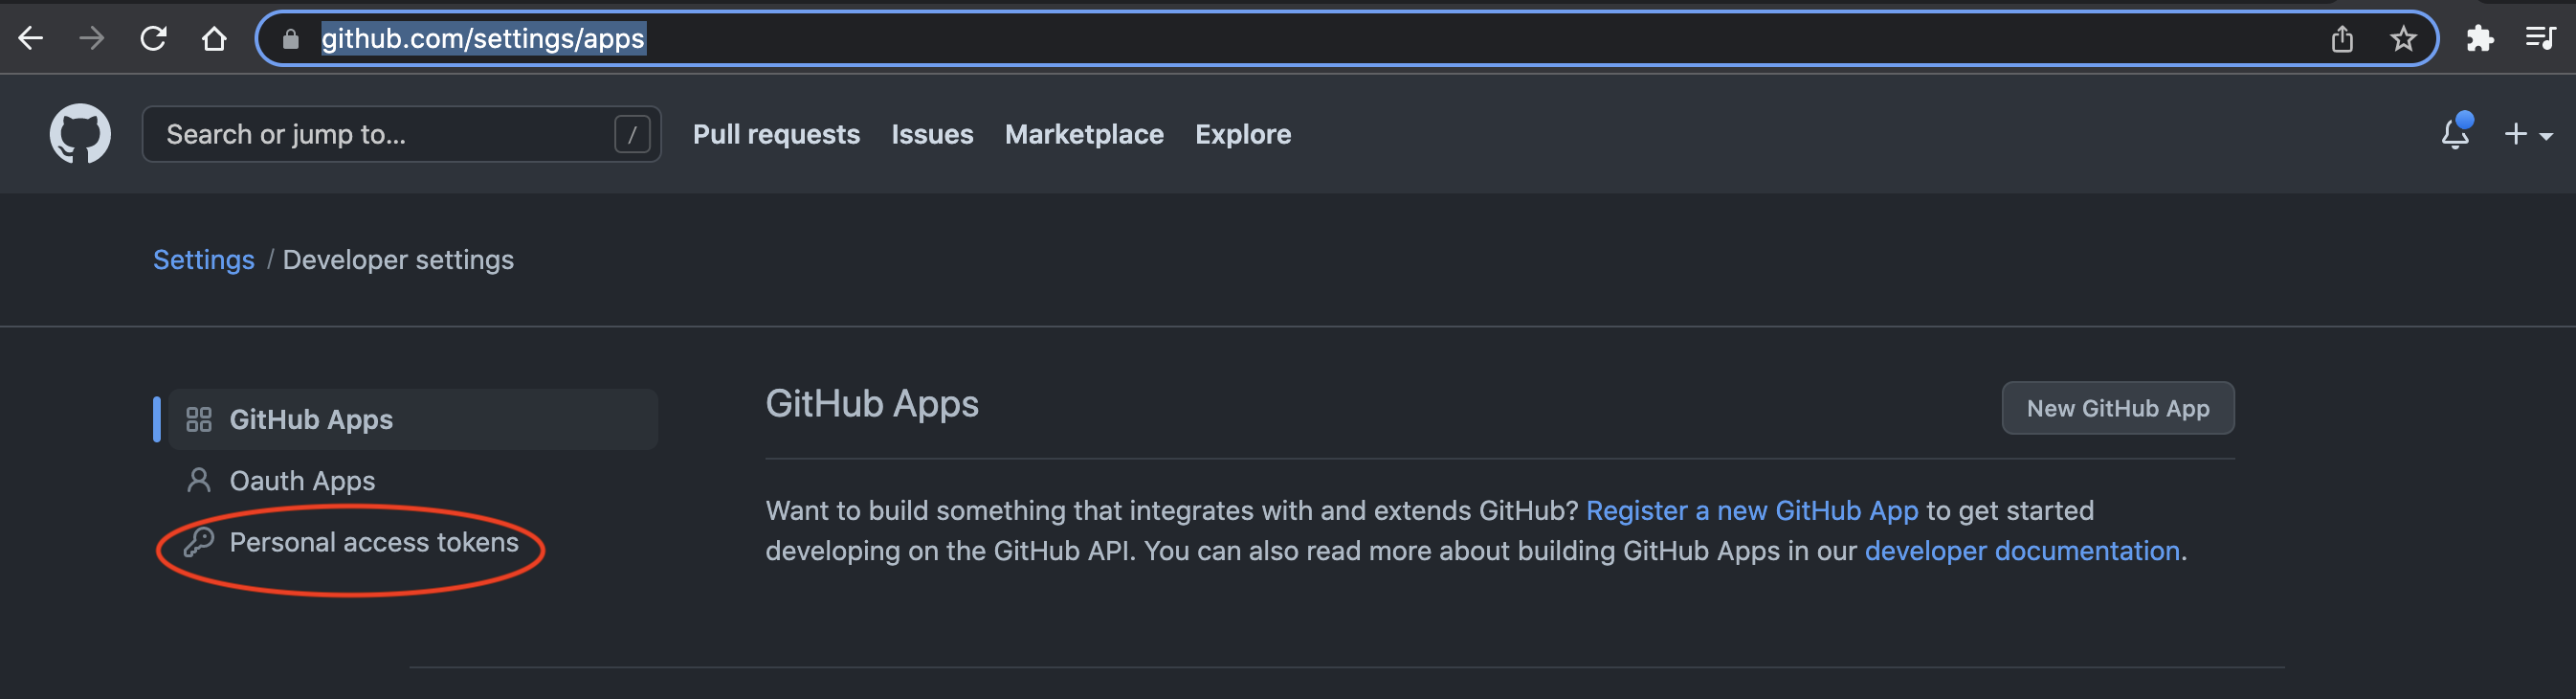 github.com/settings/apps
Search or jump to... /
Pull requests Issues Marketplace Explore
Settings / Developer settings
GitHub Apps
Oauth Apps
Personal access tokens
GitHub Apps
New GitHub App
Want to build something that integrates with and extends GitHub? Register a new GitHub App to get started
developing on the GitHub API. You can also read more about building GitHub Apps in our developer documentation.